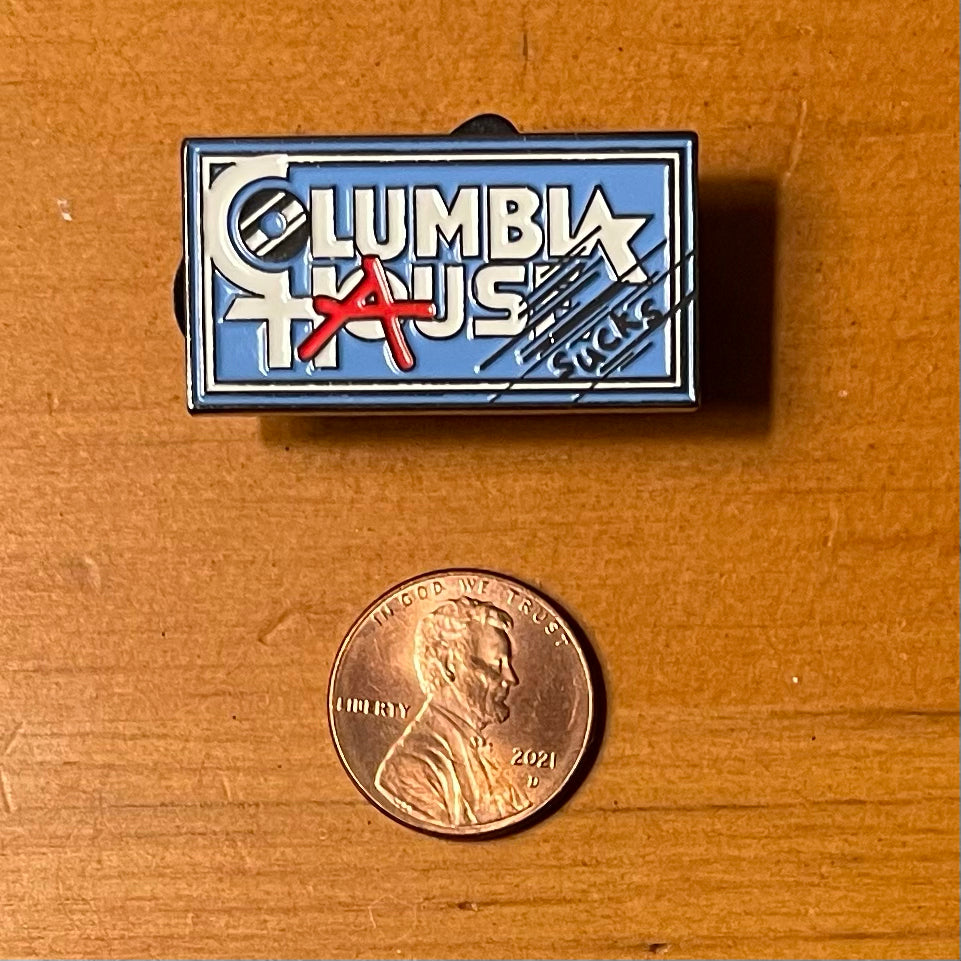 COLUMBIA
HOUSE
A
SUCKS
IN GOD WE TRUST
LIBERTY
2021
D